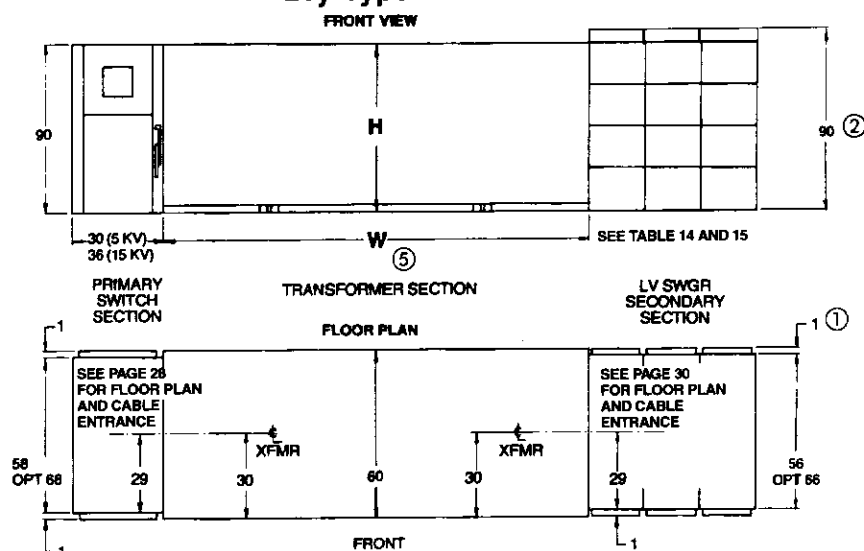 FRONT VIEW
90
H
90 ②
30 (5 KV)
36 (15 KV)
W
⑤
SEE TABLE 14 AND 15
PRIMARY
SWITCH
SECTION
TRANSFORMER SECTION
LV SWGR
SECONDARY
SECTION
FLOOR PLAN
1
1 ①
SEE PAGE 28
FOR FLOOR PLAN
AND CABLE
ENTRANCE
SEE PAGE 30
FOR FLOOR PLAN
AND CABLE
ENTRANCE
XFMR
XFMR
58
OPT 68
29
30
60
30
29
56
OPT 66
1
FRONT
1